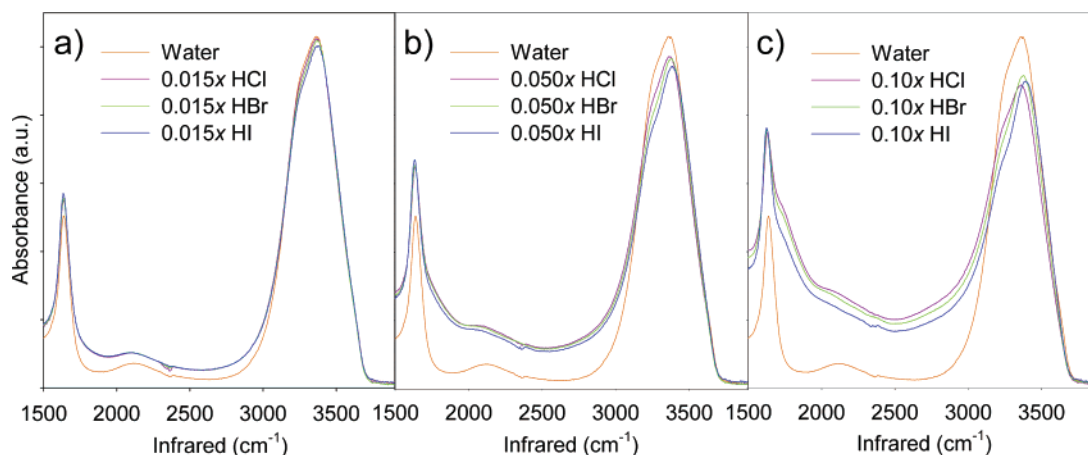 a)
Water
0.015x HCl
0.015x HBr
0.015x HI
b)
Water
0.050x HCl
0.050x HBr
0.050x HI
c)
Water
0.10x HCl
0.10x HBr
0.10x HI
Absorbance (a.u.)
1500 2000 2500 3000 3500 1500 2000 2500 3000 3500 1500 2000 2500 3000 3500
Infrared (cm⁻¹) Infrared (cm⁻¹) Infrared (cm⁻¹)